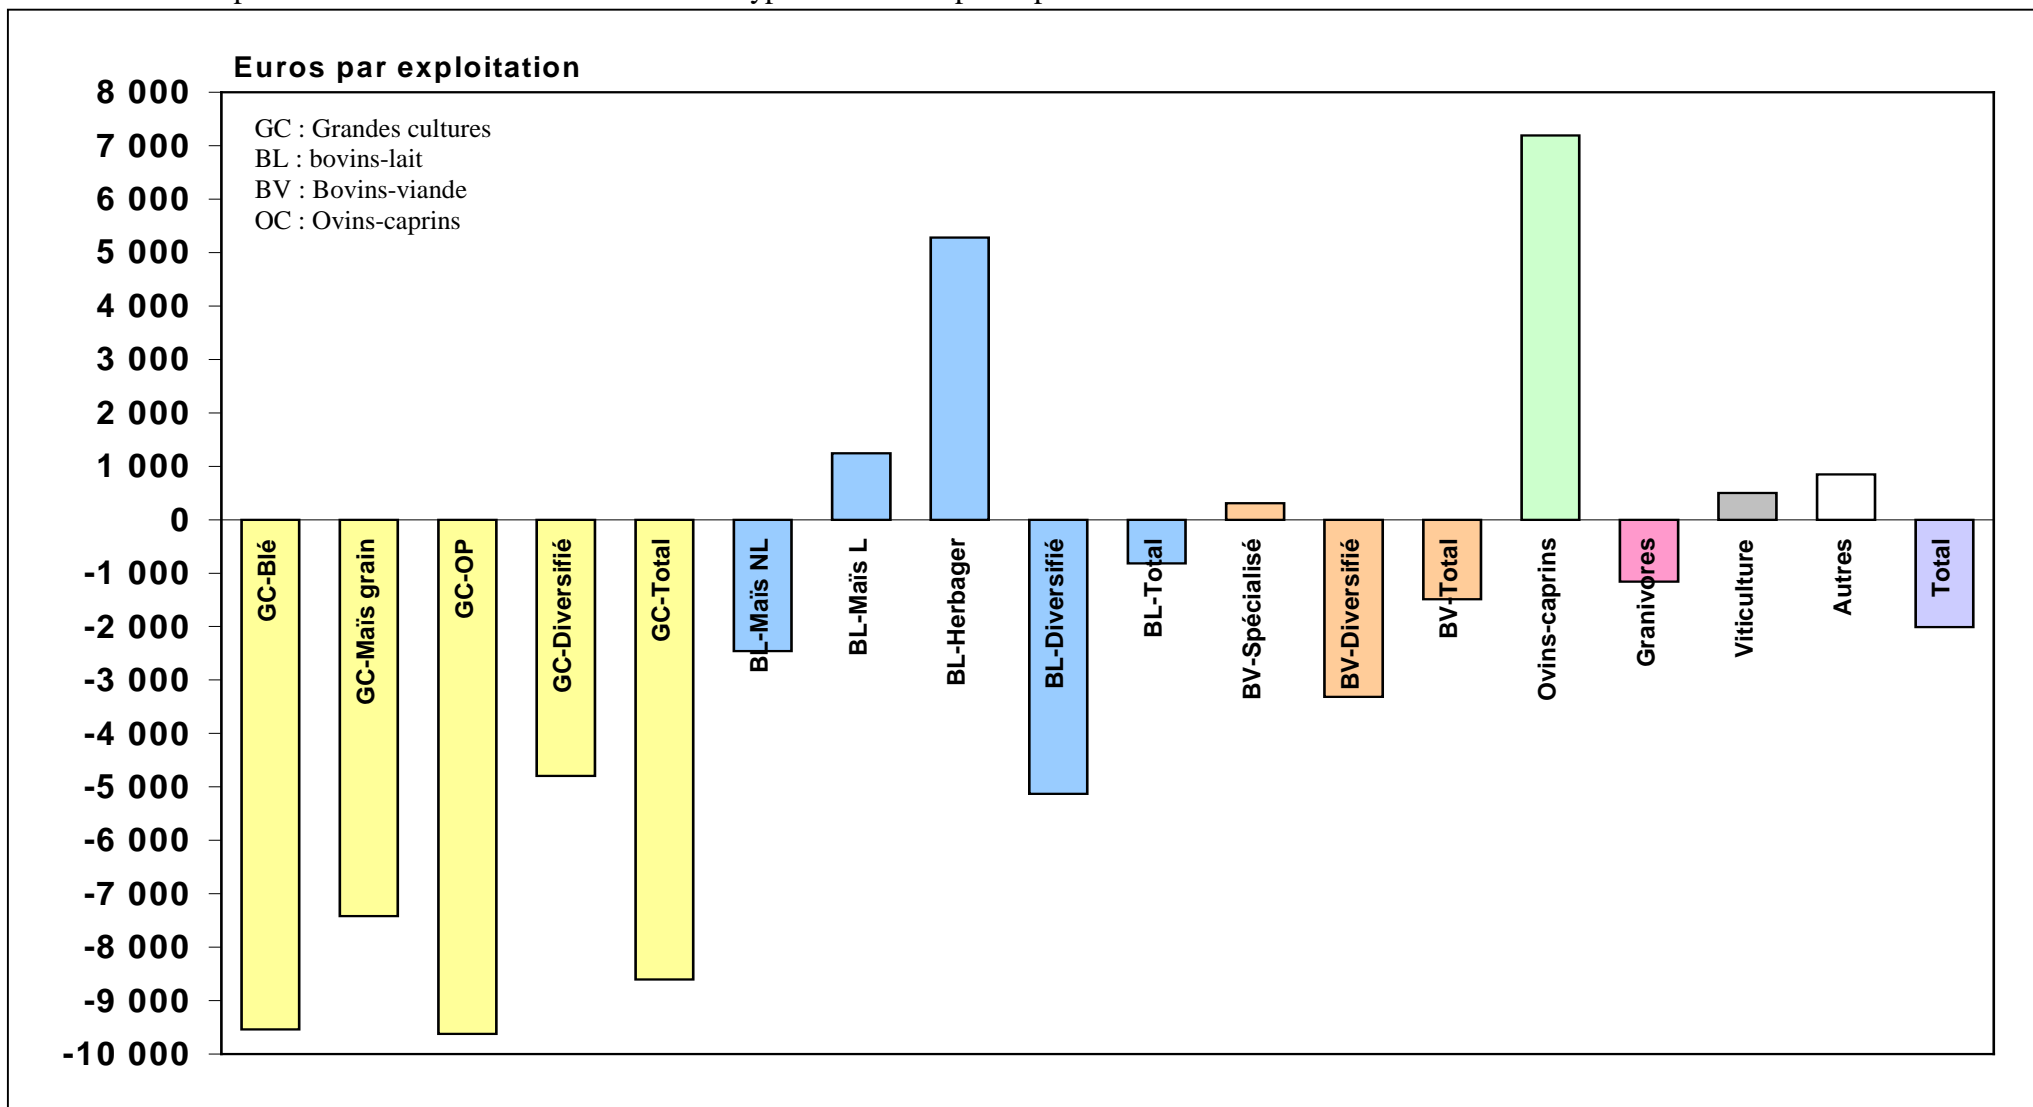 Euros par exploitation
8 000
7 000
6 000
5 000
4 000
3 000
2 000
1 000
0
-1 000
-2 000
-3 000
-4 000
-5 000
-6 000
-7 000
-8 000
-9 000
-10 000
GC : Grandes cultures
BL : bovins-lait
BV : Bovins-viande
OC : Ovins-caprins
GC-Blé
GC-Maïs grain
GC-OP
GC-Diversifié
GC-Total
BL-Maïs NL
BL-Maïs L
BL-Herbager
BL-Diversifié
BL-Total
BV-Spécialisé
BV-Diversifié
BV-Total
Ovins-caprins
Granivores
Viticulture
Autres
Total